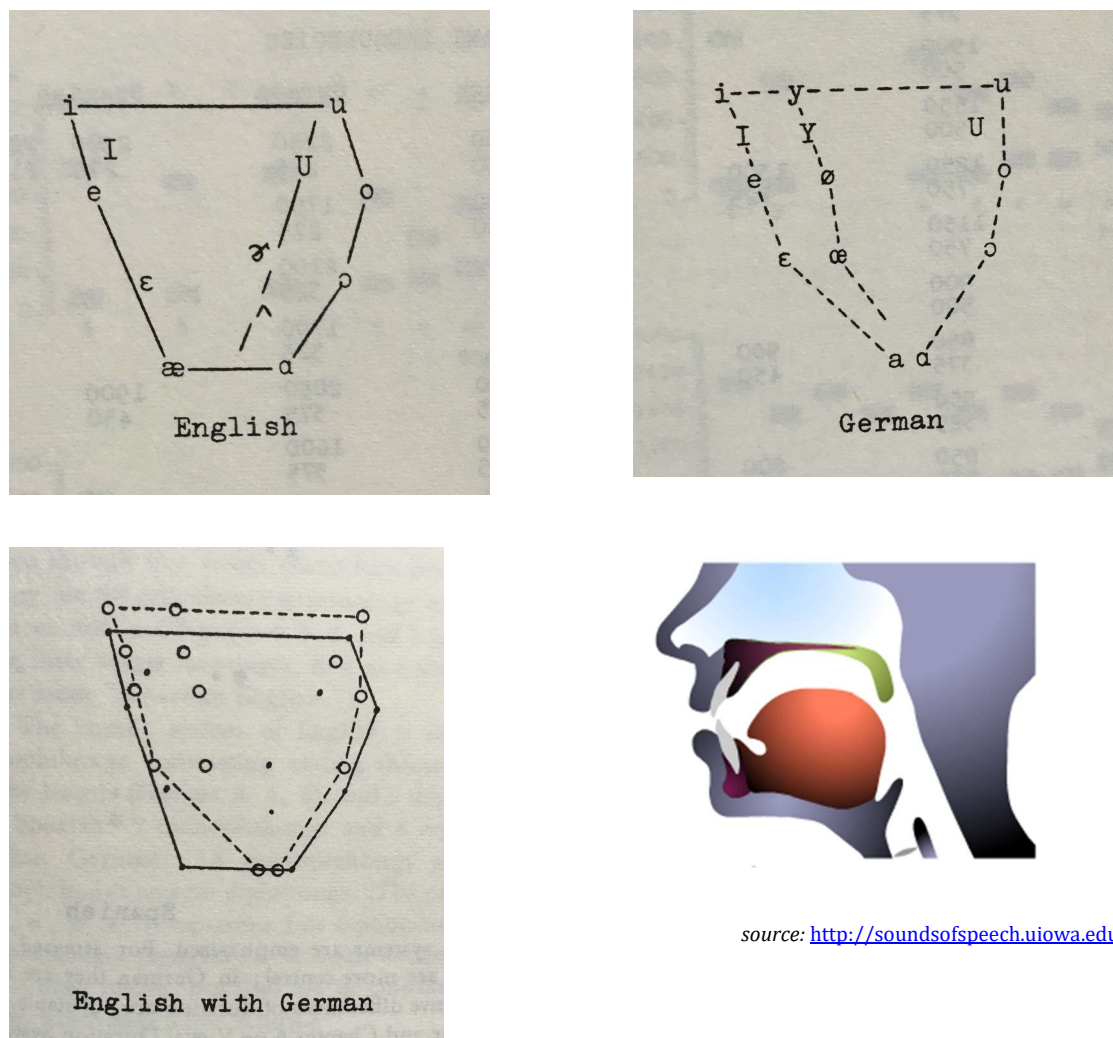 i u
I
U
e o
ɚ
ɛ ɔ
ʌ
æ ɑ
English
i y u
I Y U
e ø o
ɛ œ ɔ
a ɑ
German
English with German
source: http://soundsofspeech.uiowa.edu